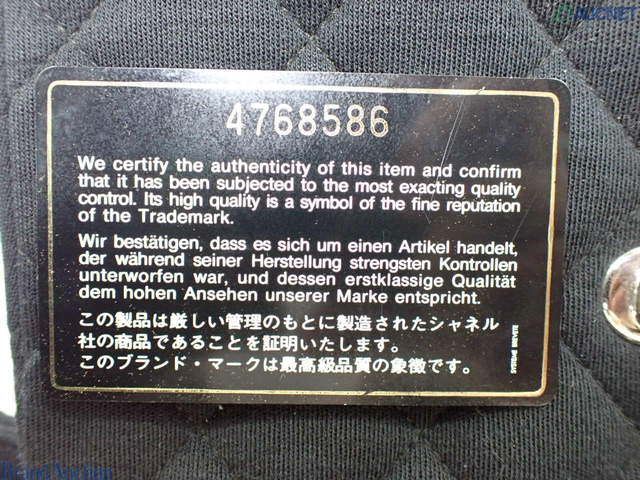 AUCNET
4768586
We certify the authenticity of this item and confirm
that it has been subjected to the most exacting quality
control. Its high quality is a symbol of the fine reputation
of the Trademark.
Wir bestätigen, dass es sich um einen Artikel handelt,
der während seiner Herstellung strengsten Kontrollen
unterworfen war, und dessen erstklassige Qualität
dem hohen Ansehen unserer Marke entspricht.
この製品は厳しい管理のもとに製造されたシャネル
社の商品であることを証明いたします。
このブランド・マークは最高級品質の象徴です。
Brand Auction